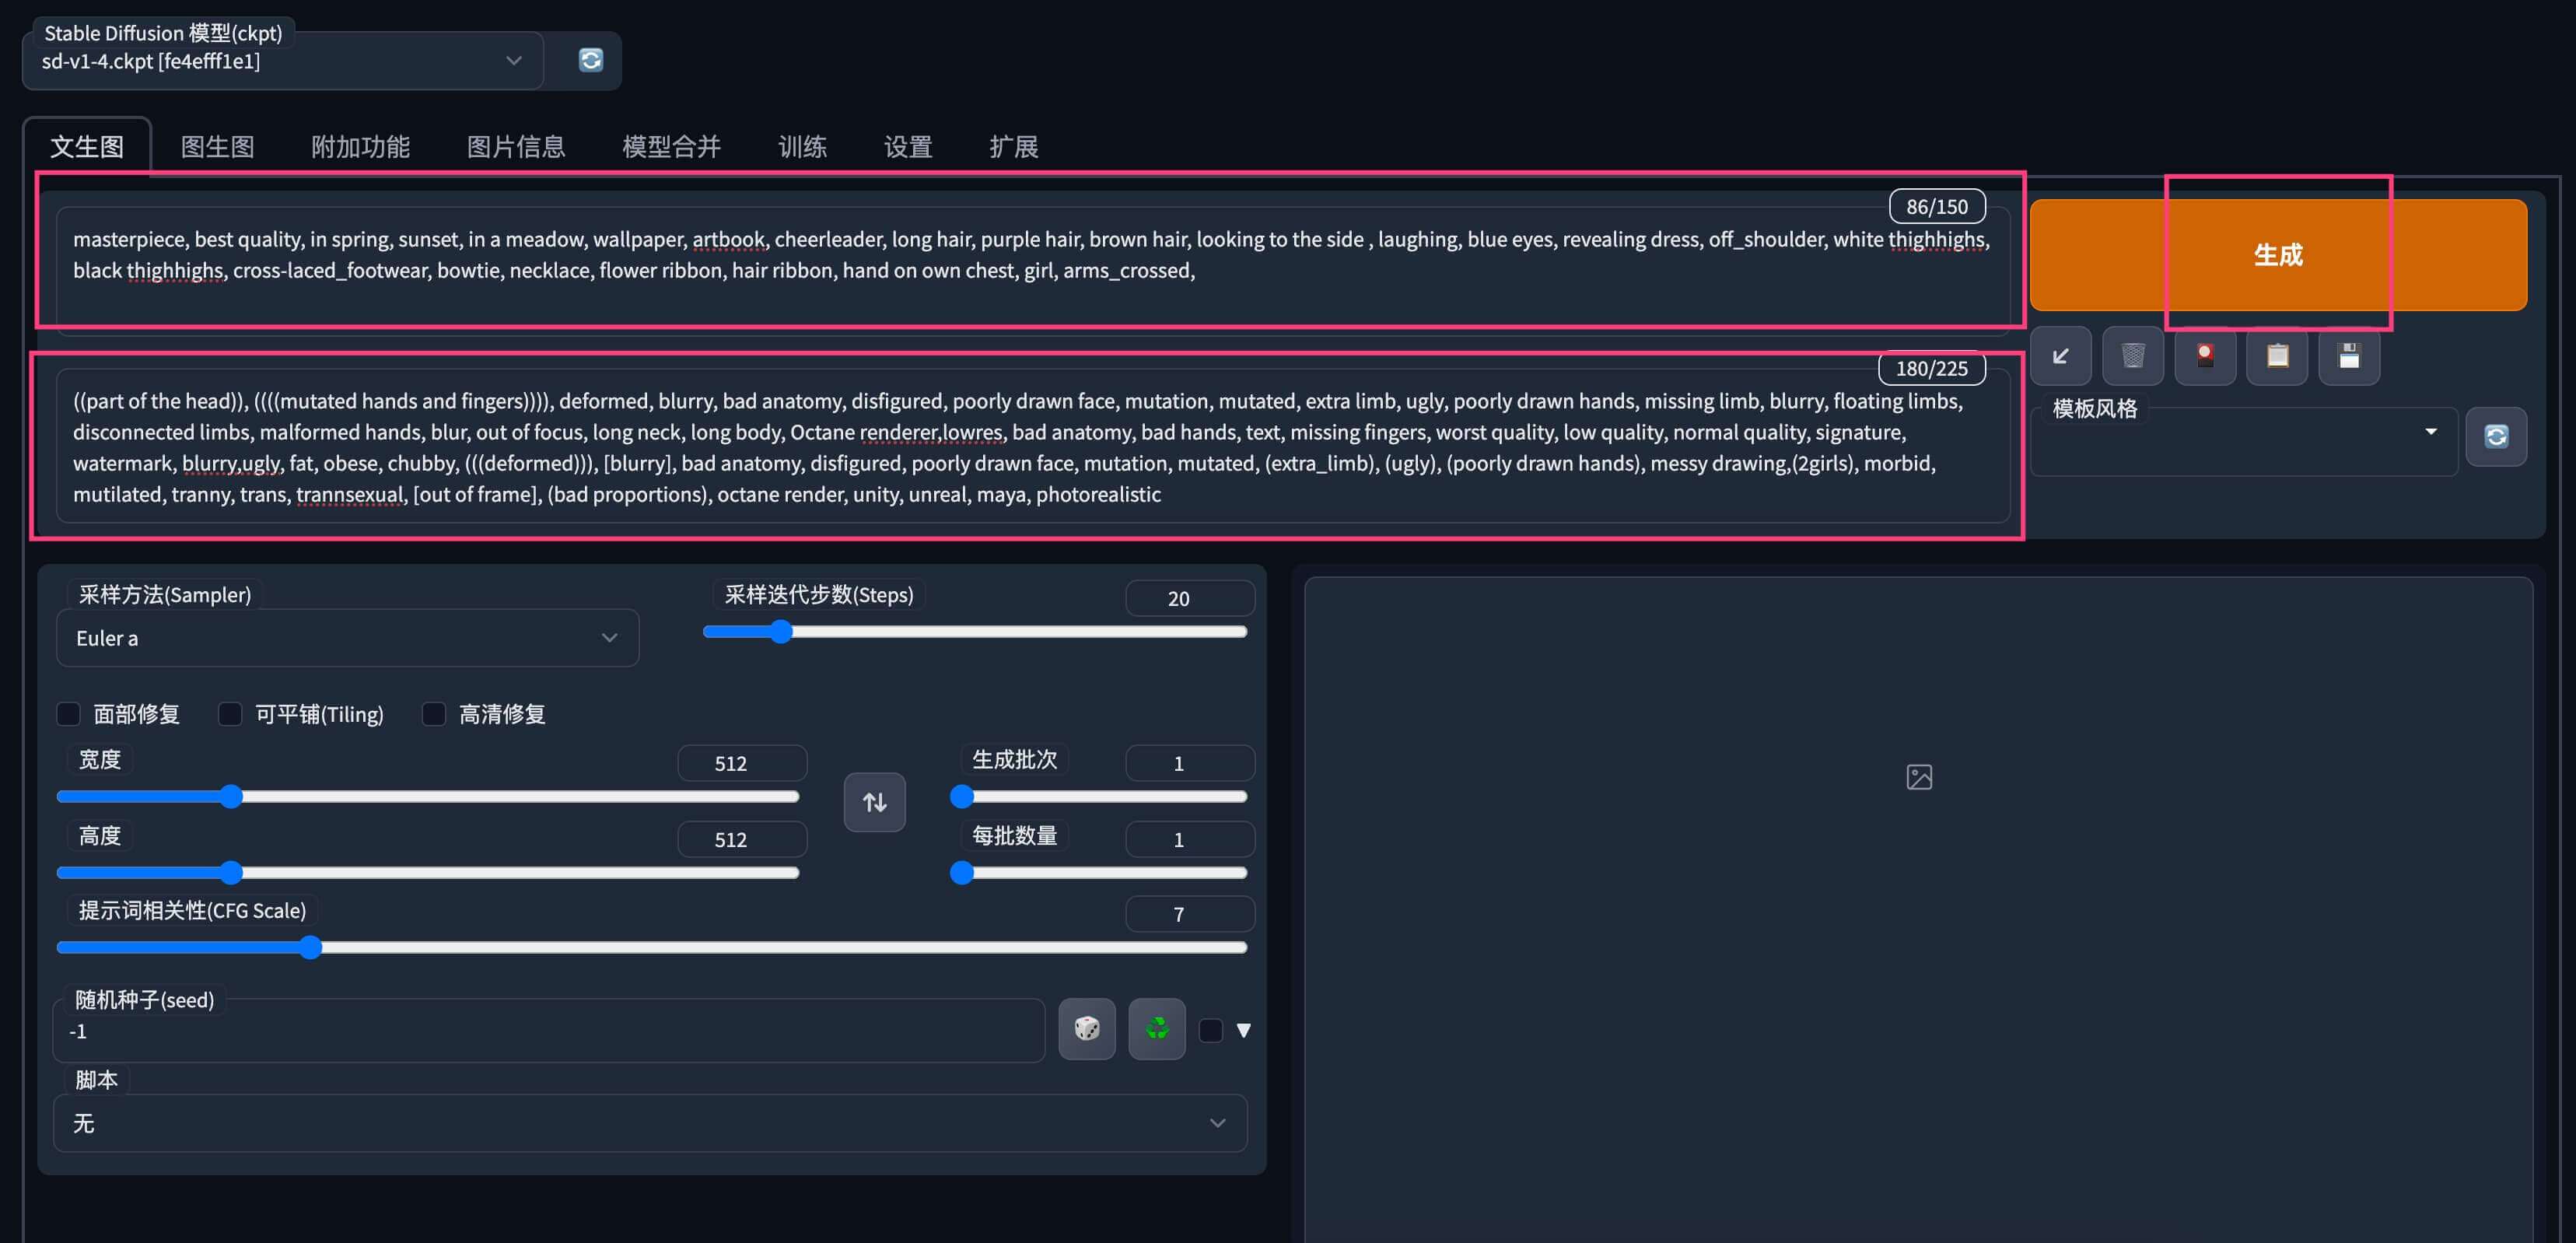 Stable Diffusion 模型(ckpt)
sd-v1-4.ckpt [fe4efff1e1]
文生图 图生图 附加功能 图片信息 模型合并 训练 设置 扩展
86/150
masterpiece, best quality, in spring, sunset, in a meadow, wallpaper, artbook, cheerleader, long hair, purple hair, brown hair, looking to the side , laughing, blue eyes, revealing dress, off_shoulder, white thighhighs,
black thighhighs, cross-laced_footwear, bowtie, necklace, flower ribbon, hair ribbon, hand on own chest, girl, arms_crossed,
生成
180/225
((part of the head)), ((((mutated hands and fingers)))), deformed, blurry, bad anatomy, disfigured, poorly drawn face, mutation, mutated, extra limb, ugly, poorly drawn hands, missing limb, blurry, floating limbs,
disconnected limbs, malformed hands, blur, out of focus, long neck, long body, Octane renderer,lowres, bad anatomy, bad hands, text, missing fingers, worst quality, low quality, normal quality, signature,
watermark, blurry,ugly, fat, obese, chubby, (((deformed))), [blurry], bad anatomy, disfigured, poorly drawn face, mutation, mutated, (extra_limb), (ugly), (poorly drawn hands), messy drawing,(2girls), morbid,
mutilated, tranny, trans, trannsexual, [out of frame], (bad proportions), octane render, unity, unreal, maya, photorealistic
模板风格
采样方法(Sampler)
Euler a
采样迭代步数(Steps) 20
面部修复 可平铺(Tiling) 高清修复
宽度 512
生成批次 1
高度 512
每批数量 1
提示词相关性(CFG Scale) 7
随机种子(seed)
-1
脚本
无